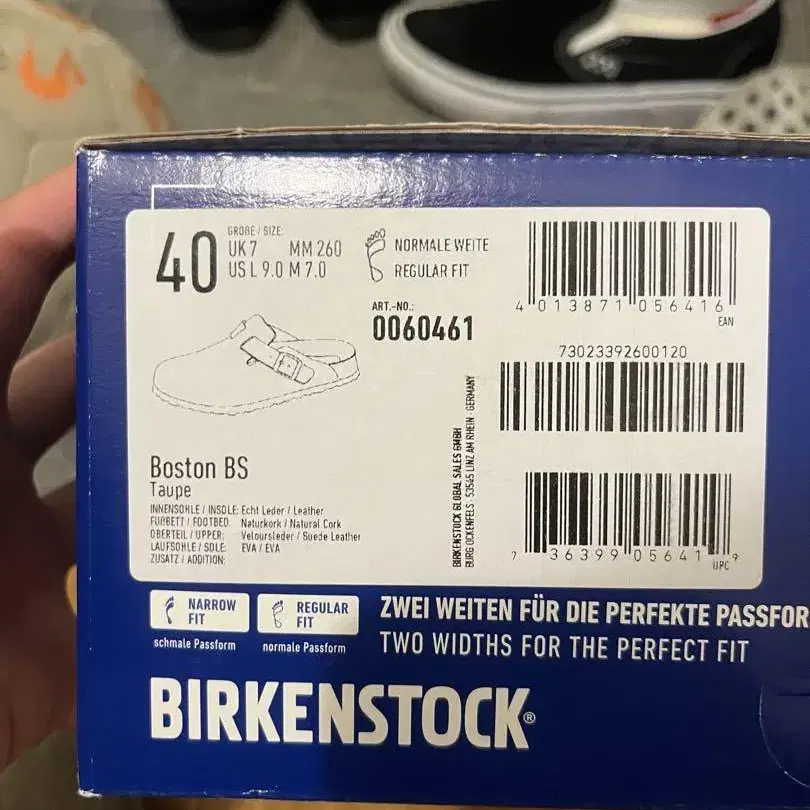 40
GRÖßE / SIZE:
UK 7 MM 260
US L 9.0 M 7.0
NORMALE WEITE
REGULAR FIT
ART.-NO.:
0060461
4 013871 056416
EAN
73023392600120
7 36399 05641 9
UPC
BIRKENSTOCK GLOBAL SALES GMBH
BURG OCKENFELS · 53545 LINZ AM RHEIN · GERMANY
Boston BS
Taupe
INNENSOHLE / INSOLE: Echt Leder / Leather
FUßBETT / FOOTBED: Naturkork / Natural Cork
OBERTEIL / UPPER: Veloursleder / Suede Leather
LAUFSOHLE / SOLE: EVA / EVA
ZUSATZ / ADDITION:
NARROW FIT
schmale Passform
REGULAR FIT
normale Passform
ZWEI WEITEN FÜR DIE PERFEKTE PASSFOR
TWO WIDTHS FOR THE PERFECT FIT
BIRKENSTOCK®